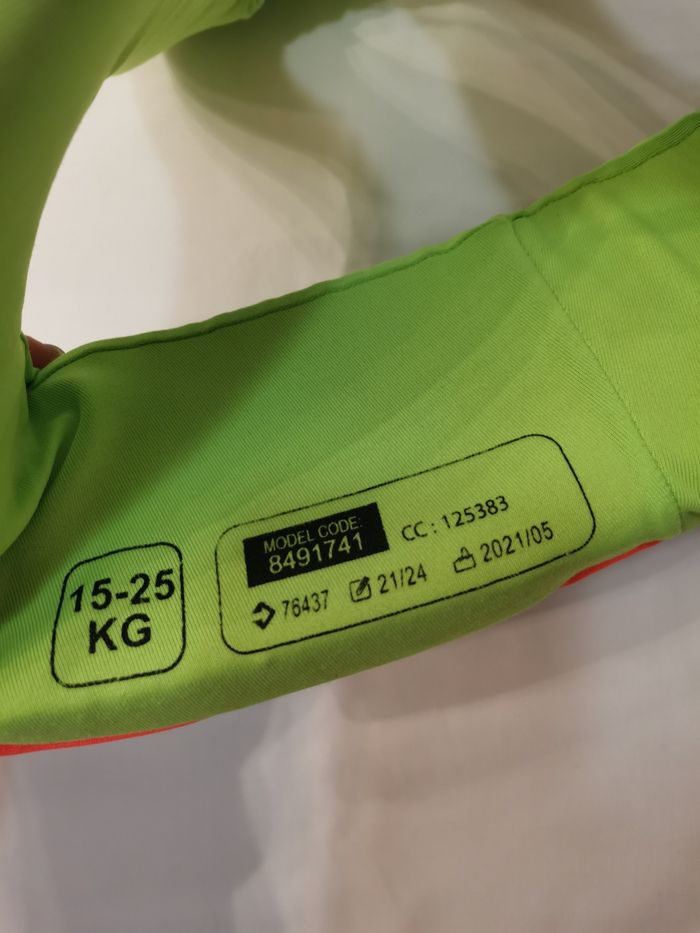 15-25
KG
MODEL CODE:
8491741
CC : 125383
76437 21/24 2021/05